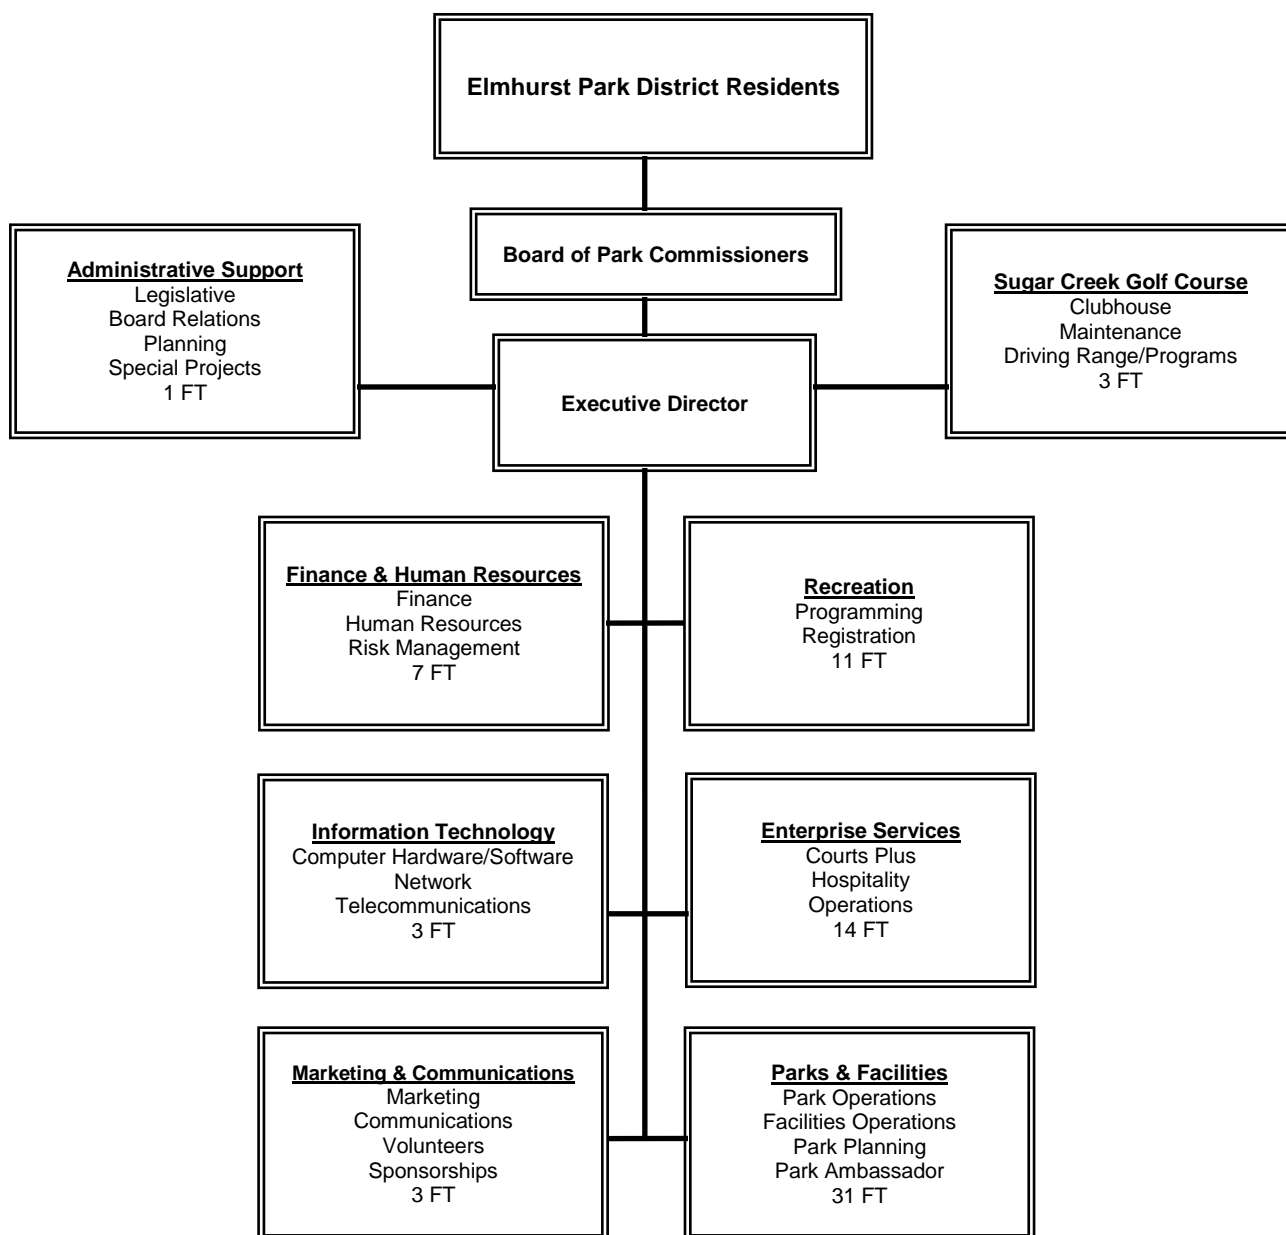 Elmhurst Park District Residents
Board of Park Commissioners
Administrative Support
Legislative
Board Relations
Planning
Special Projects
1 FT
Executive Director
Sugar Creek Golf Course
Clubhouse
Maintenance
Driving Range/Programs
3 FT
Finance & Human Resources
Finance
Human Resources
Risk Management
7 FT
Recreation
Programming
Registration
11 FT
Information Technology
Computer Hardware/Software
Network
Telecommunications
3 FT
Enterprise Services
Courts Plus
Hospitality
Operations
14 FT
Marketing & Communications
Marketing
Communications
Volunteers
Sponsorships
3 FT
Parks & Facilities
Park Operations
Facilities Operations
Park Planning
Park Ambassador
31 FT